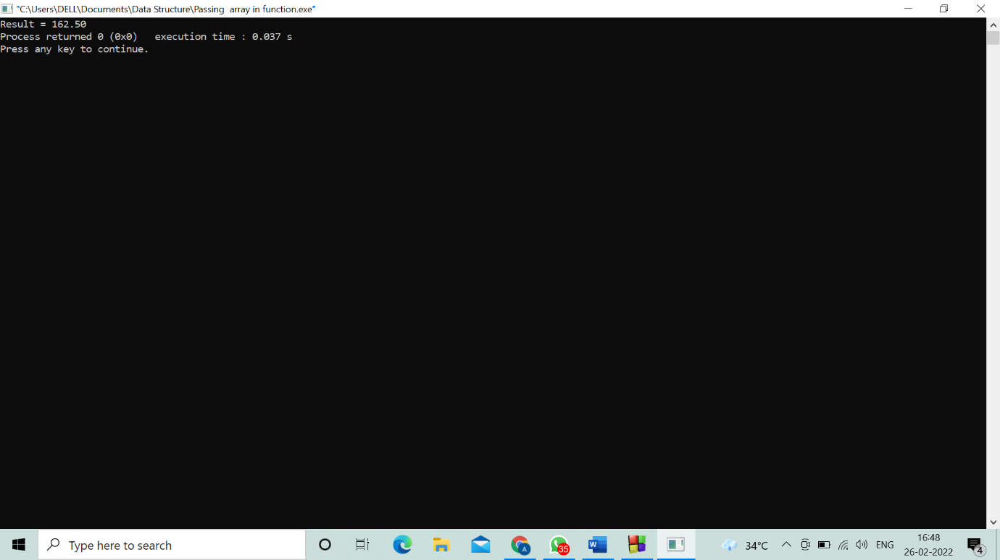 "C:\Users\DELL\Documents\Data Structure\Passing  array in function.exe"
Result = 162.50
Process returned 0 (0x0)   execution time : 0.037 s
Press any key to continue.
Type here to search
A
35
W
34°C
ENG
16:48
26-02-2022
4